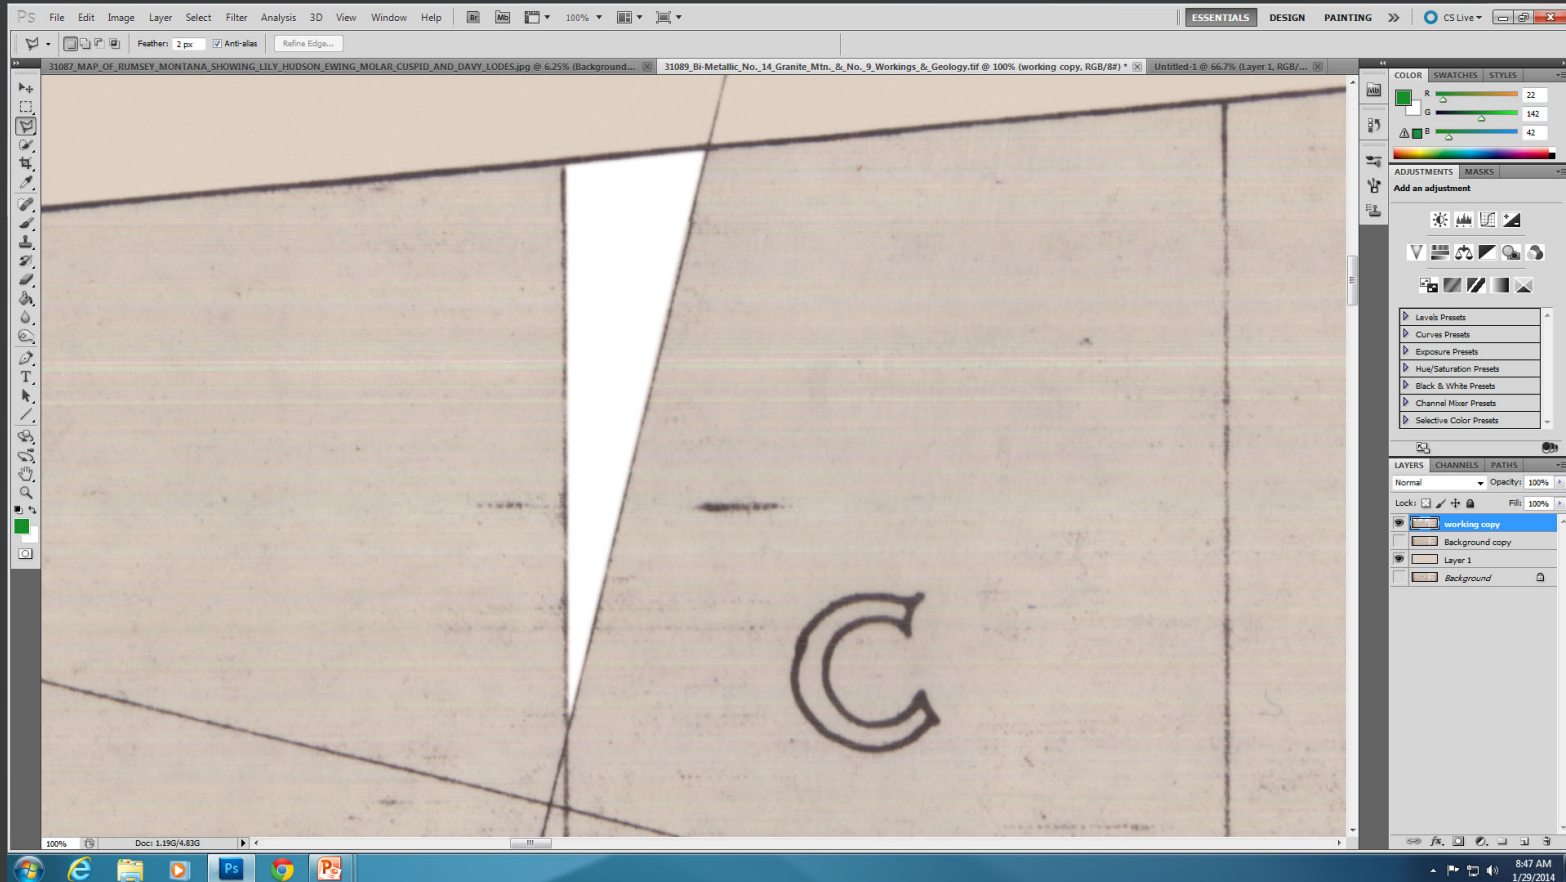 Ps File Edit Image Layer Select Filter Analysis 3D View Window Help Br Mb 100% ESSENTIALS DESIGN PAINTING CS Live
Feather: 2 px Anti-alias Refine Edge...
31087_MAP_OF_RUMSEY_MONTANA_SHOWING_LILY_HUDSON_EWING_MOLAR_CUSPID_AND_DAVY_LODES.jpg @ 6.25% (Background... 31089_Bi-Metallic_No._14_Granite_Mtn._&_No._9_Workings_&_Geology.tif @ 100% (working copy, RGB/8#) * Untitled-1 @ 66.7% (Layer 1, RGB/...
C
Mb
COLOR SWATCHES STYLES
R 22
G 142
B 42
ADJUSTMENTS MASKS
Add an adjustment
Levels Presets
Curves Presets
Exposure Presets
Hue/Saturation Presets
Black & White Presets
Channel Mixer Presets
Selective Color Presets
LAYERS CHANNELS PATHS
Normal Opacity: 100%
Lock: Fill: 100%
working copy
Background copy
Layer 1
Background
100% Doc: 1.19G/4.83G
Ps
8:47 AM
1/29/2014